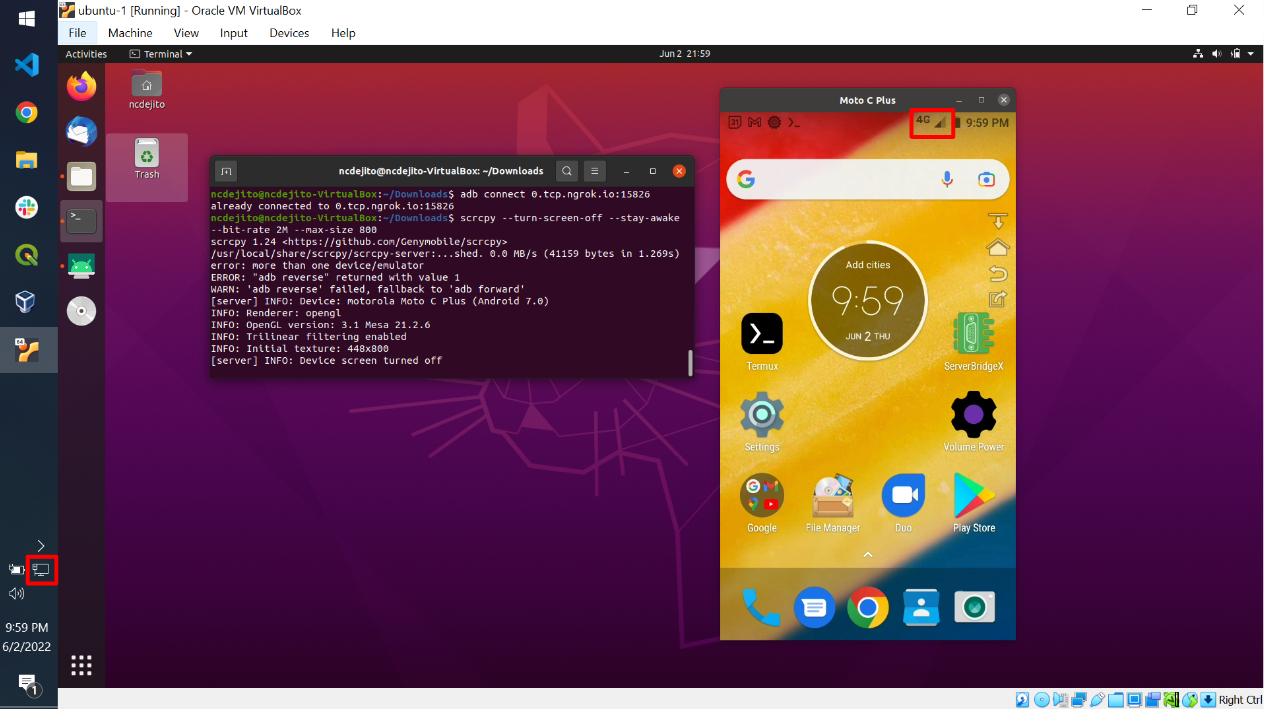 ubuntu-1 [Running] - Oracle VM VirtualBox
File Machine View Input Devices Help
Activities Terminal Jun 2 21:59
ncdejito
Trash
ncdejito@ncdejito-VirtualBox: ~/Downloads
ncdejito@ncdejito-VirtualBox:~/Downloads$ adb connect 0.tcp.ngrok.io:15826
already connected to 0.tcp.ngrok.io:15826
ncdejito@ncdejito-VirtualBox:~/Downloads$ scrcpy --turn-screen-off --stay-awake
--bit-rate 2M --max-size 800
scrcpy 1.24 <https://github.com/Genymobile/scrcpy>
/usr/local/share/scrcpy/scrcpy-server:...shed. 0.0 MB/s (41159 bytes in 1.269s)
error: more than one device/emulator
ERROR: "adb reverse" returned with value 1
WARN: 'adb reverse' failed, fallback to 'adb forward'
[server] INFO: Device: motorola Moto C Plus (Android 7.0)
INFO: Renderer: opengl
INFO: OpenGL version: 3.1 Mesa 21.2.6
INFO: Trilinear filtering enabled
INFO: Initial texture: 448x800
[server] INFO: Device screen turned off
Moto C Plus
31 4G 9:59 PM
Add cities
9:59
JUN 2 THU
Termux ServerBridgeX
Settings Volume Power
Google File Manager Duo Play Store
9:59 PM
6/2/2022
1
64
Right Ctrl